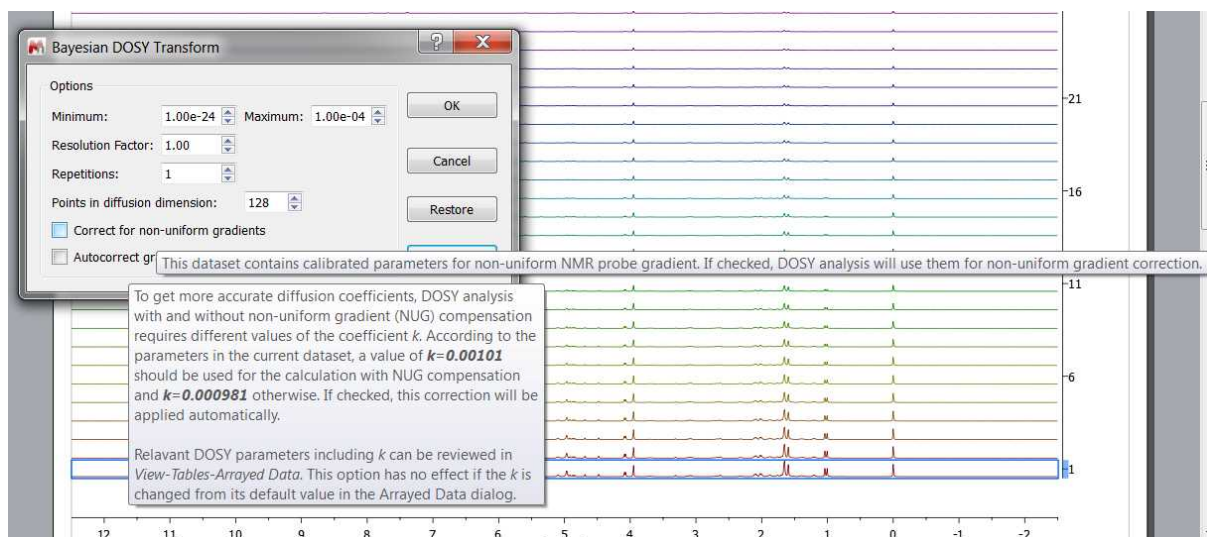 Bayesian DOSY Transform
Options
Minimum: 1.00e-24 Maximum: 1.00e-04
OK
Resolution Factor: 1.00
Cancel
Repetitions: 1
Points in diffusion dimension: 128
Restore
Correct for non-uniform gradients
Autocorrect gr
This dataset contains calibrated parameters for non-uniform NMR probe gradient. If checked, DOSY analysis will use them for non-uniform gradient correction.
To get more accurate diffusion coefficients, DOSY analysis
with and without non-uniform gradient (NUG) compensation
requires different values of the coefficient k. According to the
parameters in the current dataset, a value of k=0.00101
should be used for the calculation with NUG compensation
and k=0.000981 otherwise. If checked, this correction will be
applied automatically.
Relavant DOSY parameters including k can be reviewed in
View-Tables-Arrayed Data. This option has no effect if the k is
changed from its default value in the Arrayed Data dialog.
21
16
11
6
1
12 11 10 9 8 7 6 5 4 3 2 1 0 -1 -2